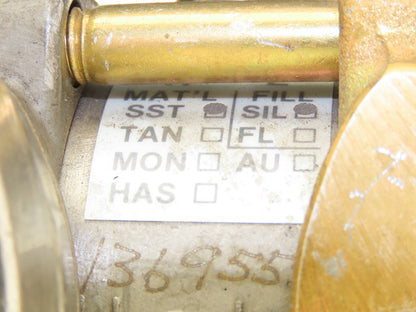 MAT'L FILL
SST SIL
TAN FL
MON AU
HAS
136955